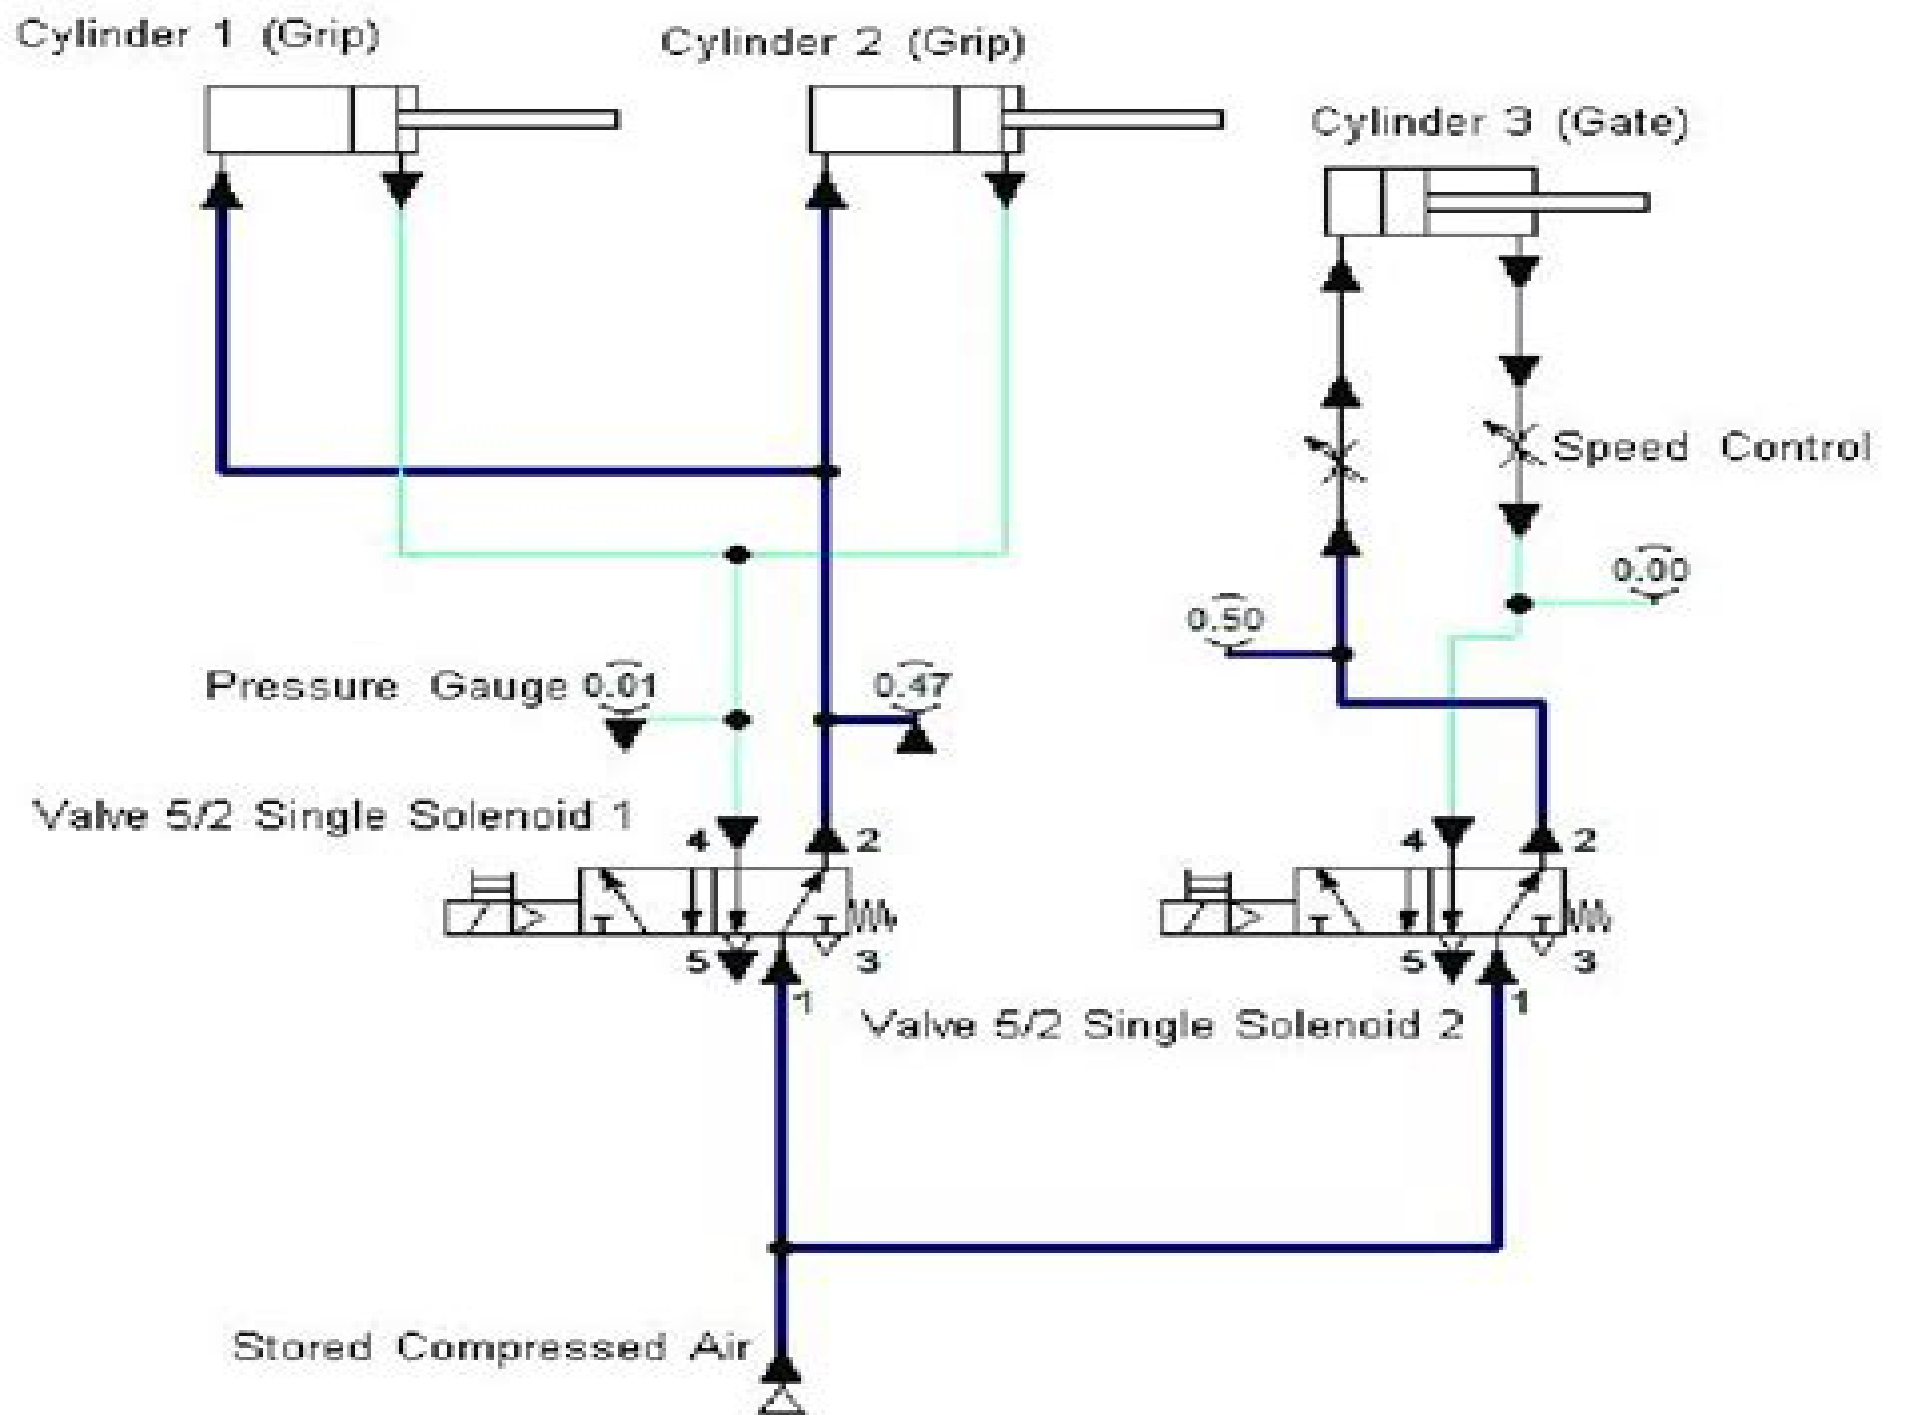 Cylinder 1 (Grip)
Cylinder 2 (Grip)
Cylinder 3 (Gate)
Speed Control
0.00
0.50
Pressure Gauge 0.01
0.47
Valve 5/2 Single Solenoid 1
4 2
4 2
5 3
5 3
1
1
Valve 5/2 Single Solenoid 2
Stored Compressed Air